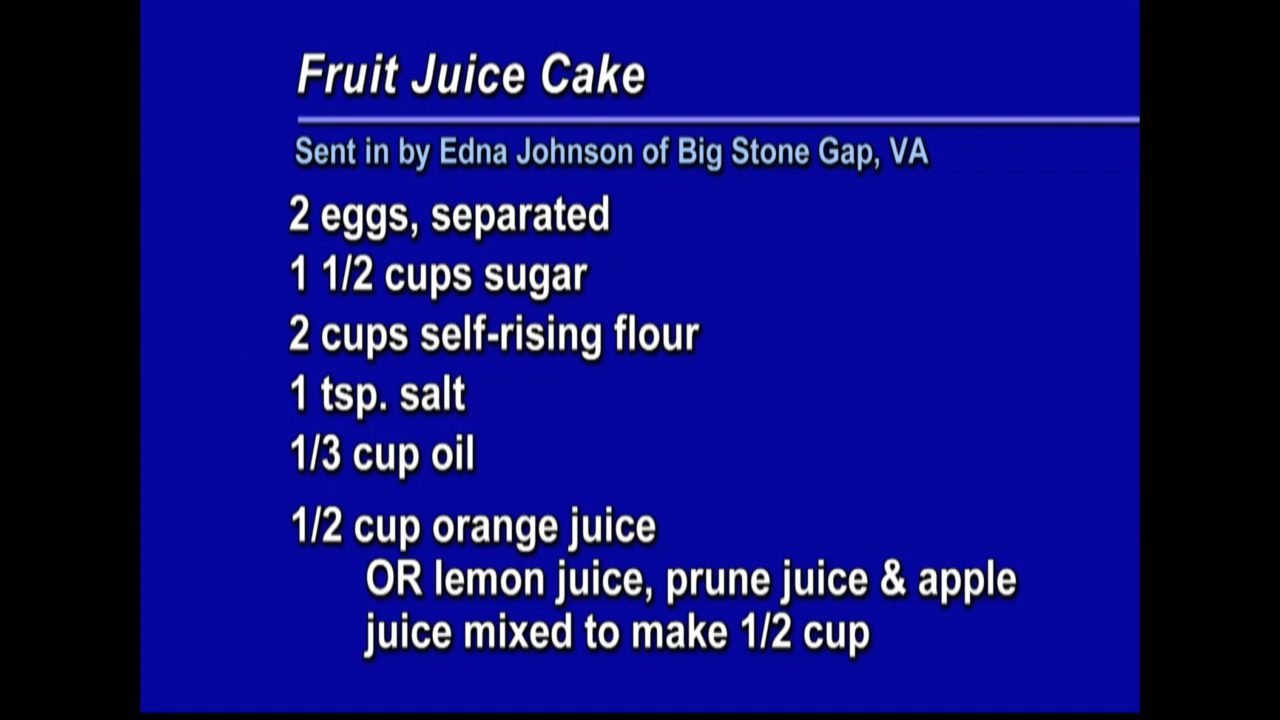 Fruit Juice Cake
Sent in by Edna Johnson of Big Stone Gap, VA
2 eggs, separated
1 1/2 cups sugar
2 cups self-rising flour
1 tsp. salt
1/3 cup oil
1/2 cup orange juice
OR lemon juice, prune juice & apple
juice mixed to make 1/2 cup